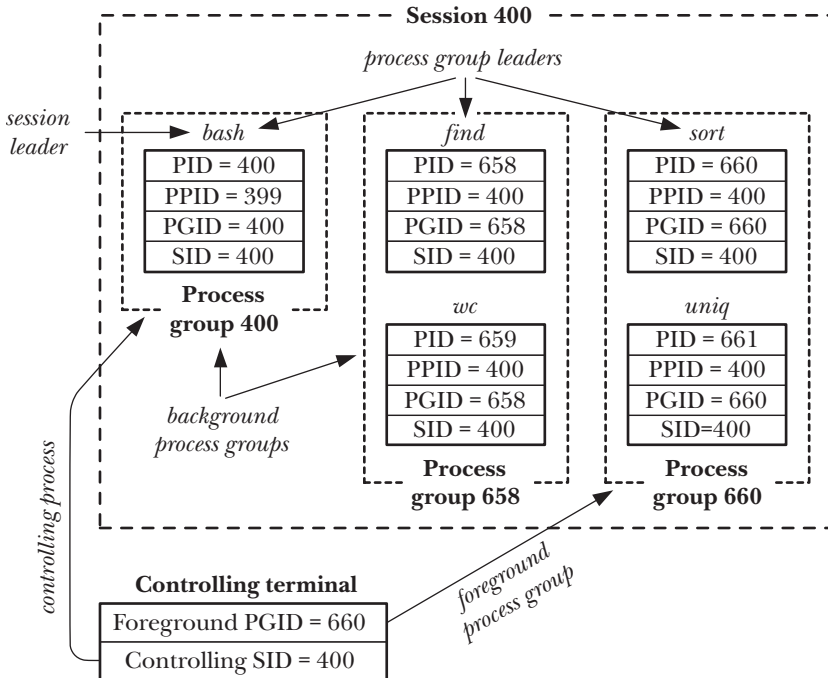 Session 400
process group leaders
session
leader
bash
PID = 400
PPID = 399
PGID = 400
SID = 400
Process
group 400
find
PID = 658
PPID = 400
PGID = 658
SID = 400
wc
PID = 659
PPID = 400
PGID = 658
SID = 400
Process
group 658
sort
PID = 660
PPID = 400
PGID = 660
SID = 400
uniq
PID = 661
PPID = 400
PGID = 660
SID=400
Process
group 660
background
process groups
controlling process
foreground
process group
Controlling terminal
Foreground PGID = 660
Controlling SID = 400